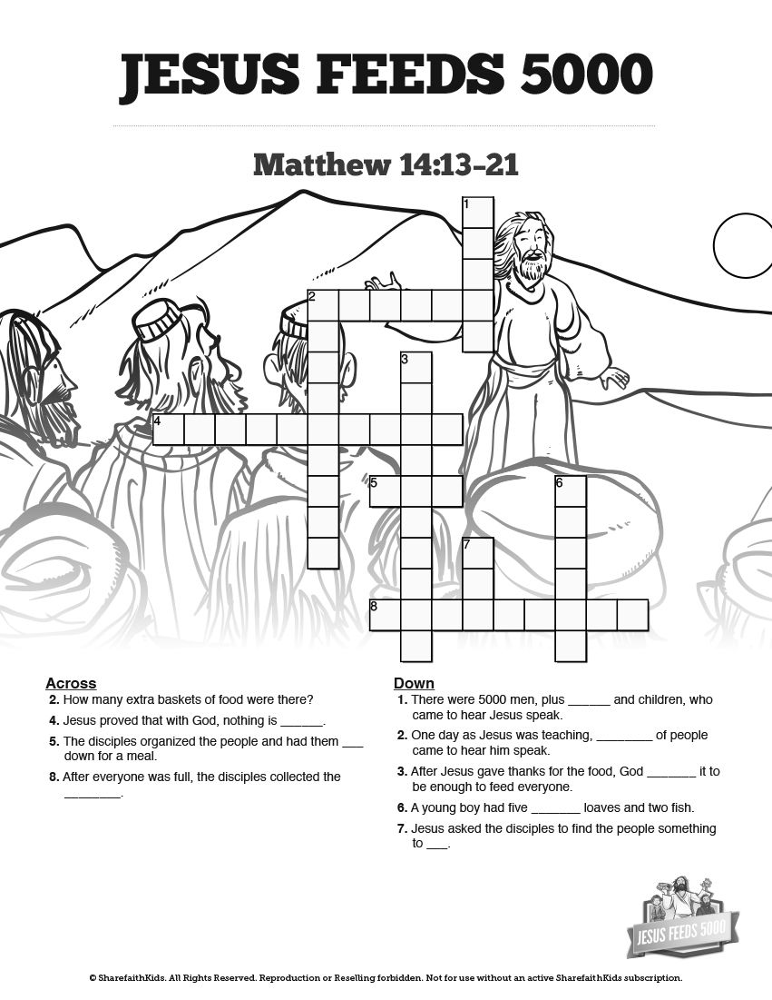 JESUS FEEDS 5000
Matthew 14:13-21
1
2
3
4
5
6
7
8
Across
2. How many extra baskets of food were there?
4. Jesus proved that with God, nothing is ______.
5. The disciples organized the people and had them ___
down for a meal.
8. After everyone was full, the disciples collected the
________.
Down
1. There were 5000 men, plus ______ and children, who
came to hear Jesus speak.
2. One day as Jesus was teaching, ________ of people
came to hear him speak.
3. After Jesus gave thanks for the food, God _______ it to
be enough to feed everyone.
6. A young boy had five _______ loaves and two fish.
7. Jesus asked the disciples to find the people something
to ___.
JESUS FEEDS 5000
© SharefaithKids. All Rights Reserved. Reproduction or Reselling forbidden. Not for use without an active SharefaithKids subscription.